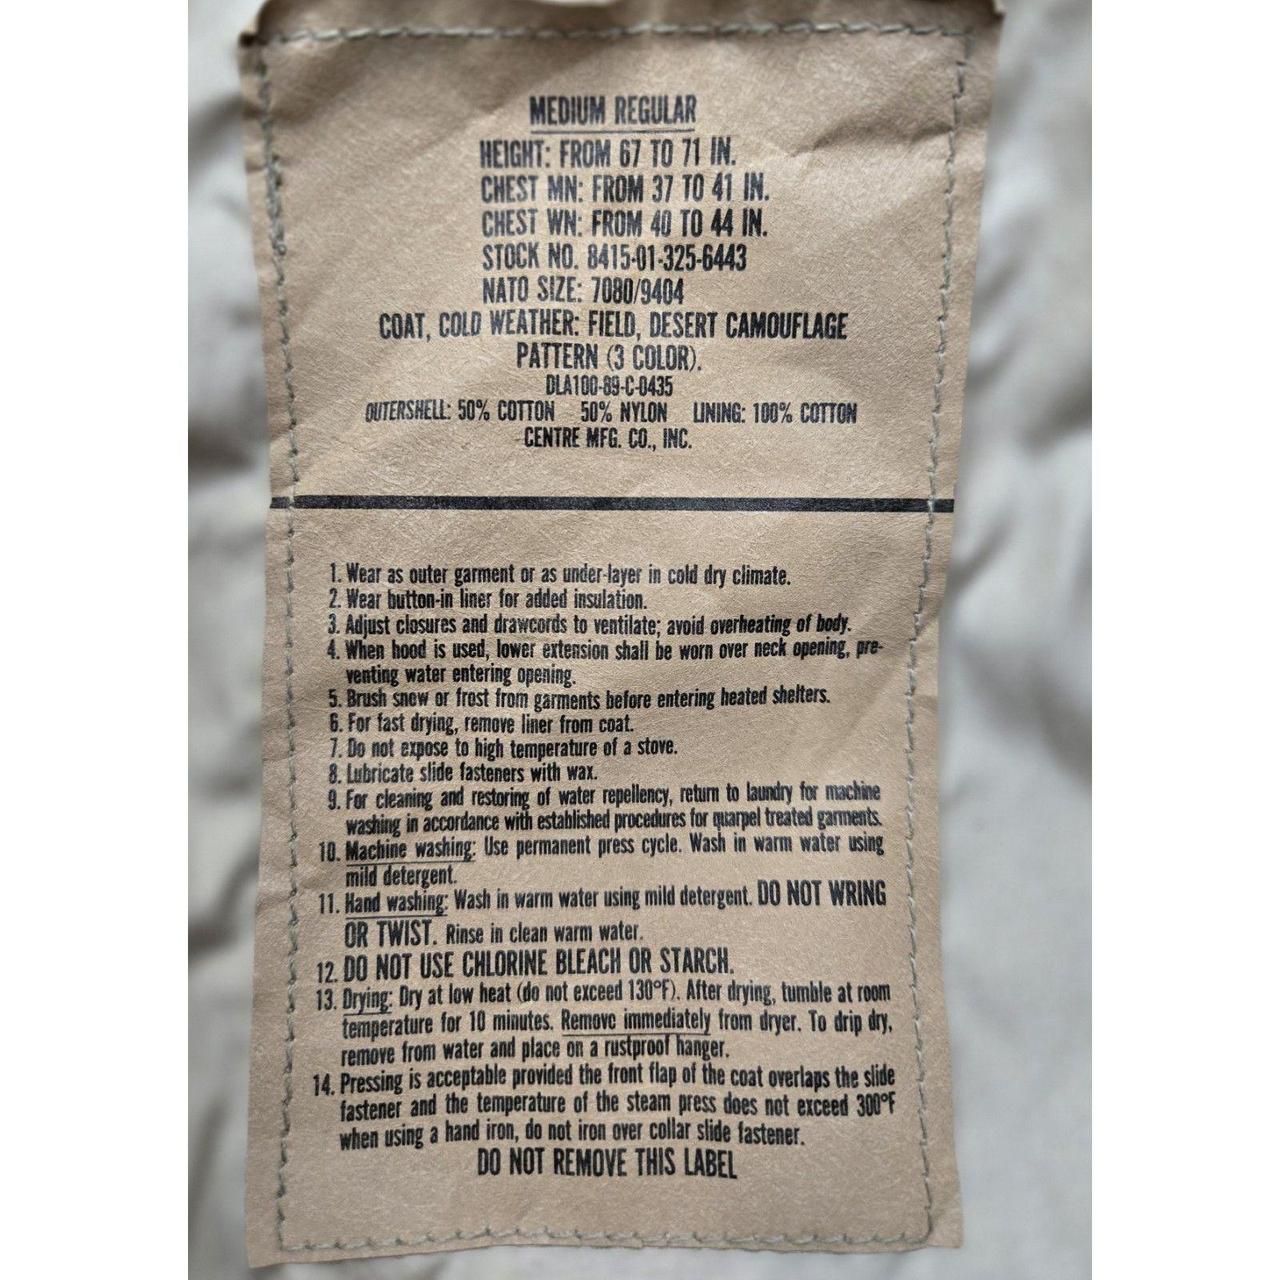 MEDIUM REGULAR
HEIGHT: FROM 67 TO 71 IN.
CHEST MN: FROM 37 TO 41 IN.
CHEST WN: FROM 40 TO 44 IN.
STOCK NO. 8415-01-325-6443
NATO SIZE: 7080/9404
COAT, COLD WEATHER: FIELD, DESERT CAMOUFLAGE
PATTERN (3 COLOR).
DLA100-89-C-0435
OUTERSHELL: 50% COTTON 50% NYLON LINING: 100% COTTON
CENTRE MFG. CO., INC.
1. Wear as outer garment or as under-layer in cold dry climate.
2. Wear button-in liner for added insulation.
3. Adjust closures and drawcords to ventilate; avoid overheating of body.
4. When hood is used, lower extension shall be worn over neck opening, pre-
venting water entering opening.
5. Brush snow or frost from garments before entering heated shelters.
6. For fast drying, remove liner from coat.
7. Do not expose to high temperature of a stove.
8. Lubricate slide fasteners with wax.
9. For cleaning and restoring of water repellency, return to laundry for machine
washing in accordance with established procedures for quarpel treated garments.
10. Machine washing: Use permanent press cycle. Wash in warm water using
mild detergent.
11. Hand washing: Wash in warm water using mild detergent. DO NOT WRING
OR TWIST. Rinse in clean warm water.
12. DO NOT USE CHLORINE BLEACH OR STARCH.
13. Drying: Dry at low heat (do not exceed 130°F). After drying, tumble at room
temperature for 10 minutes. Remove immediately from dryer. To drip dry,
remove from water and place on a rustproof hanger.
14. Pressing is acceptable provided the front flap of the coat overlaps the slide
fastener and the temperature of the steam press does not exceed 300°F
when using a hand iron, do not iron over collar slide fastener.
DO NOT REMOVE THIS LABEL